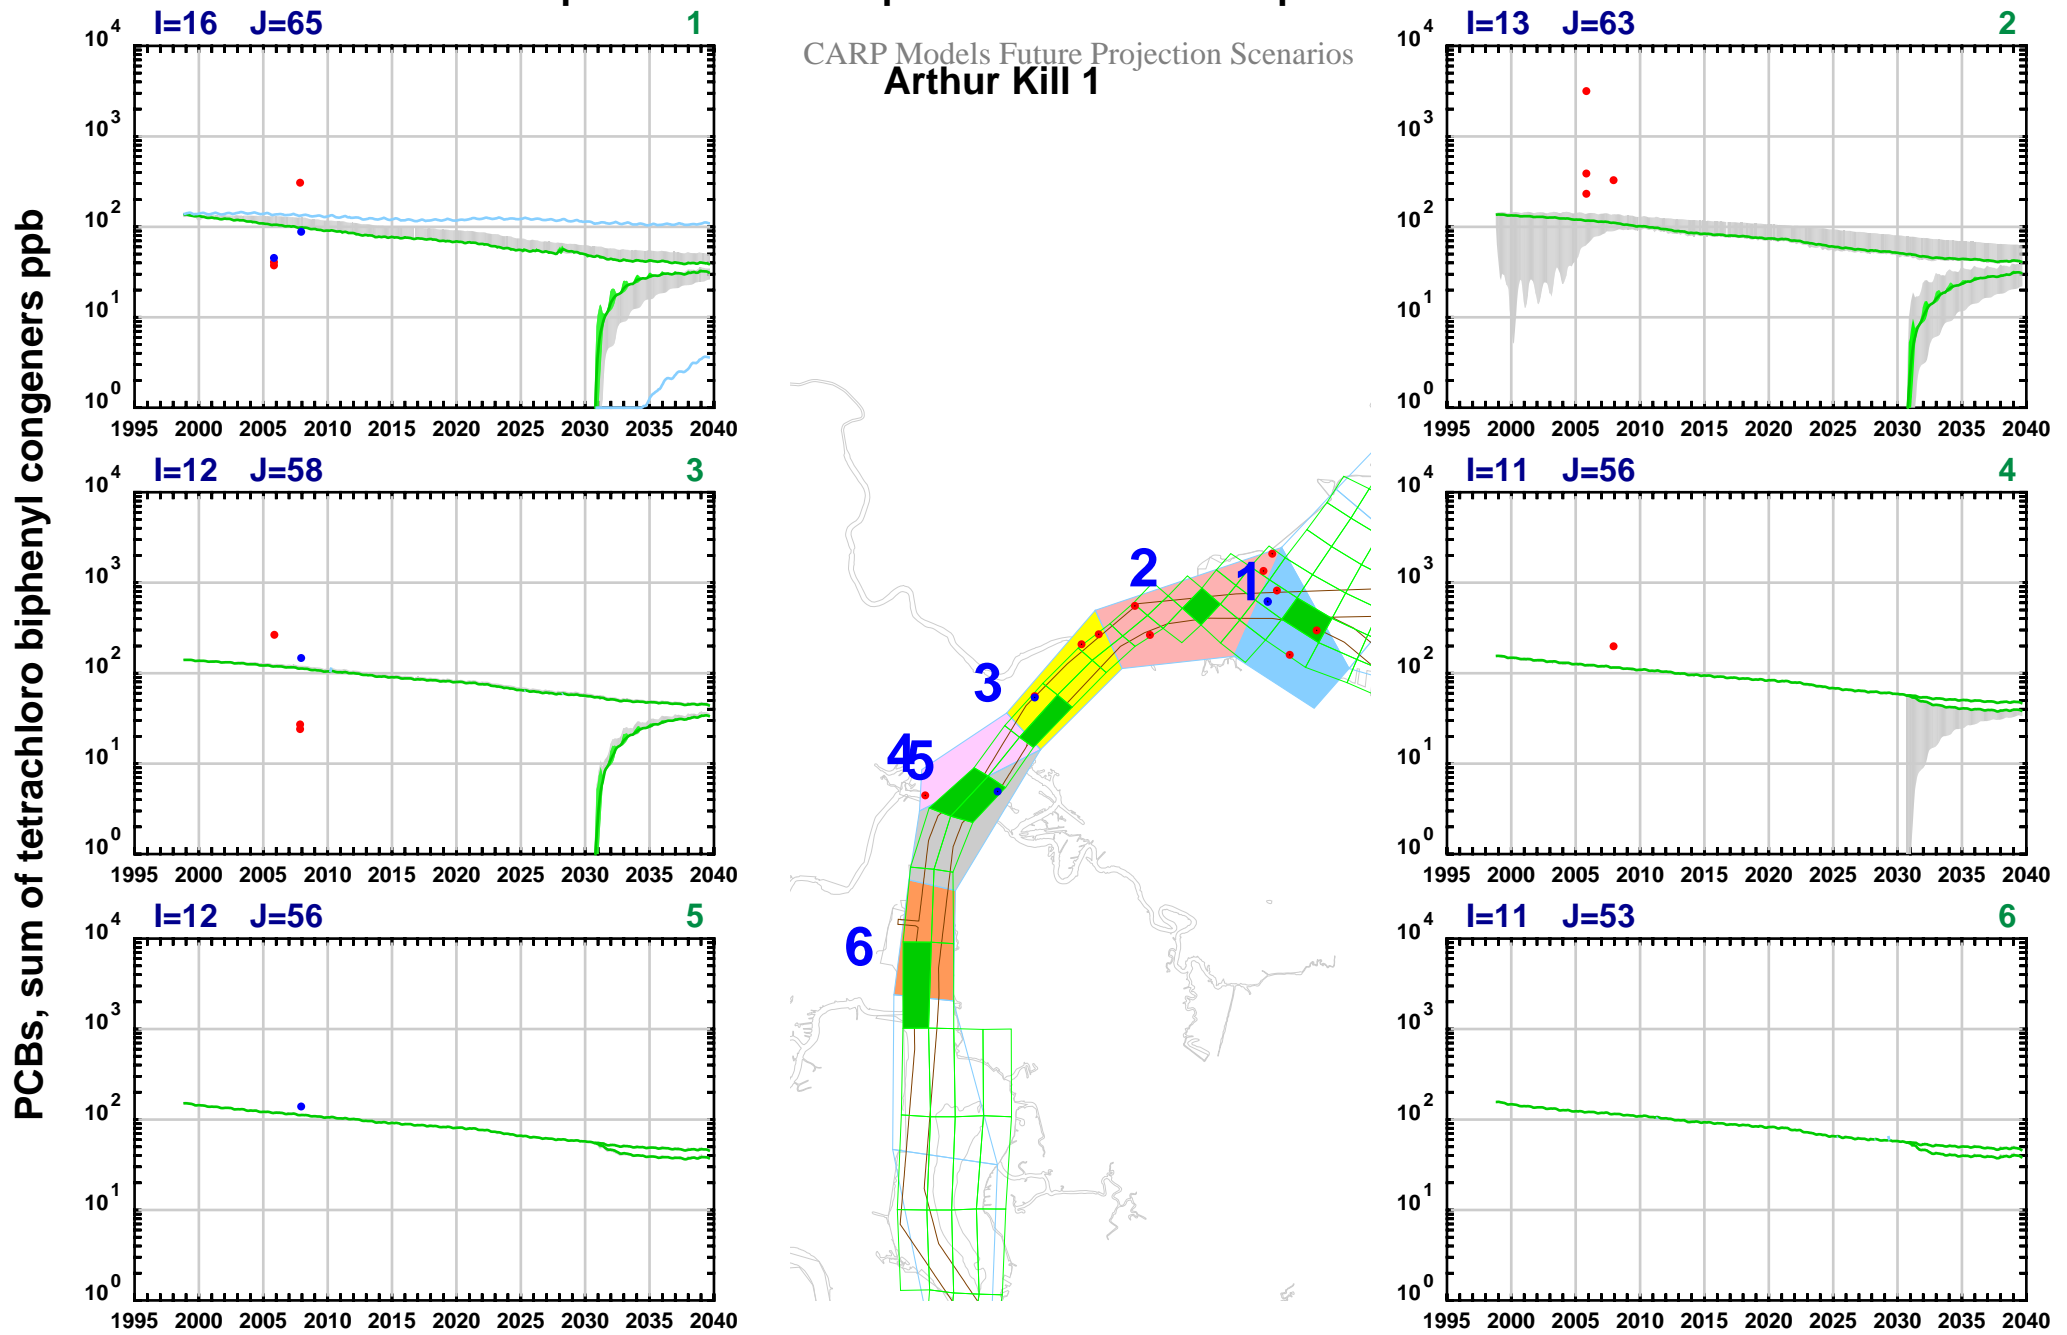 CARP Models Future Projection Scenarios
Arthur Kill 1
PCBs, sum of tetrachloro biphenyl congeners ppb
I=16 J=65 1
10^4
10^3
10^2
10^1
10^0
1995 2000 2005 2010 2015 2020 2025 2030 2035 2040
I=13 J=63 2
10^4
10^3
10^2
10^1
10^0
1995 2000 2005 2010 2015 2020 2025 2030 2035 2040
I=12 J=58 3
10^4
10^3
10^2
10^1
10^0
1995 2000 2005 2010 2015 2020 2025 2030 2035 2040
I=11 J=56 4
10^4
10^3
10^2
10^1
10^0
1995 2000 2005 2010 2015 2020 2025 2030 2035 2040
I=12 J=56 5
10^4
10^3
10^2
10^1
10^0
1995 2000 2005 2010 2015 2020 2025 2030 2035 2040
I=11 J=53 6
10^4
10^3
10^2
10^1
10^0
1995 2000 2005 2010 2015 2020 2025 2030 2035 2040
2
1
3
4
5
6